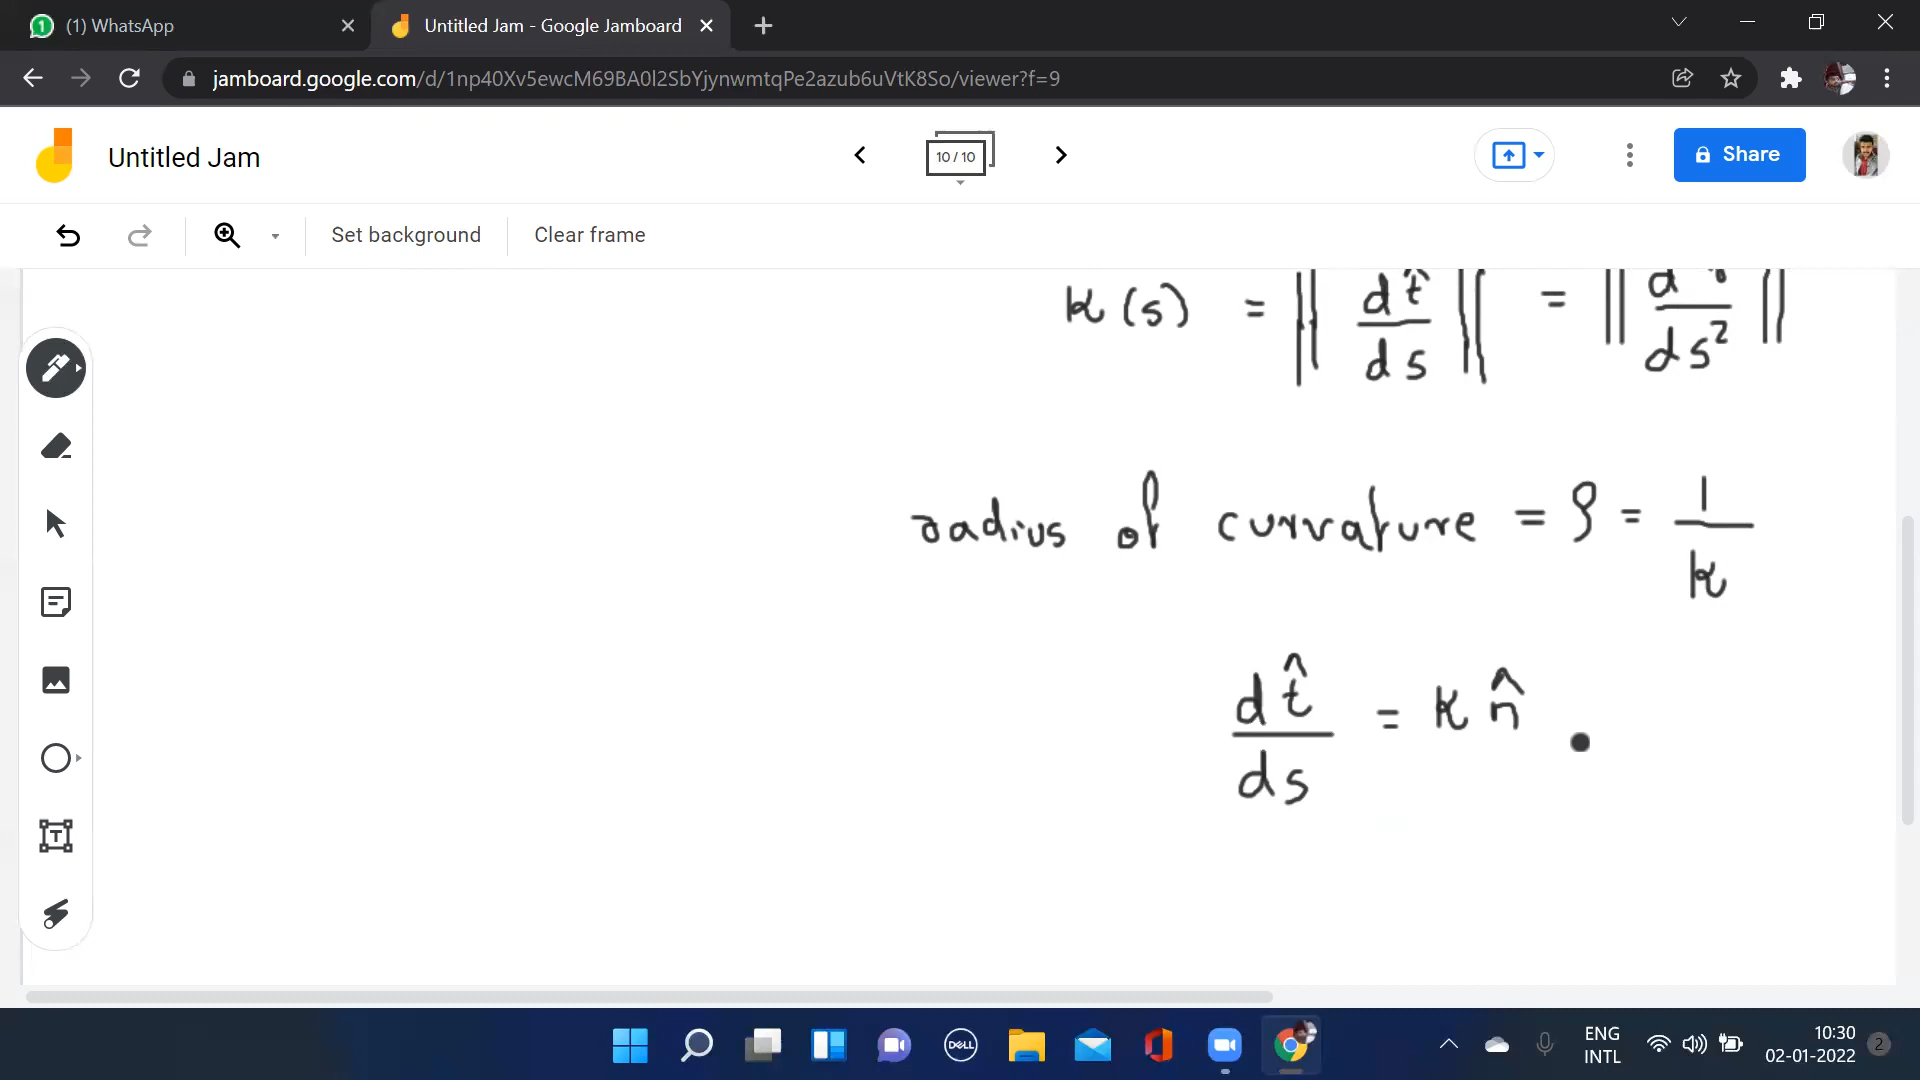 (1) WhatsApp
Untitled Jam - Google Jamboard
jamboard.google.com/d/1np40Xv5ewcM69BA0l2SbYjynwmtqPe2azub6uVtK8So/viewer?f=9
Untitled Jam
10 / 10
Share
Set background
Clear frame
k(s) = || dt̂/ds || = || /ds² ||
radius of curvature = ρ = 1/k
dt̂/ds = k n̂
DELL
ENG
INTL
10:30
02-01-2022
2